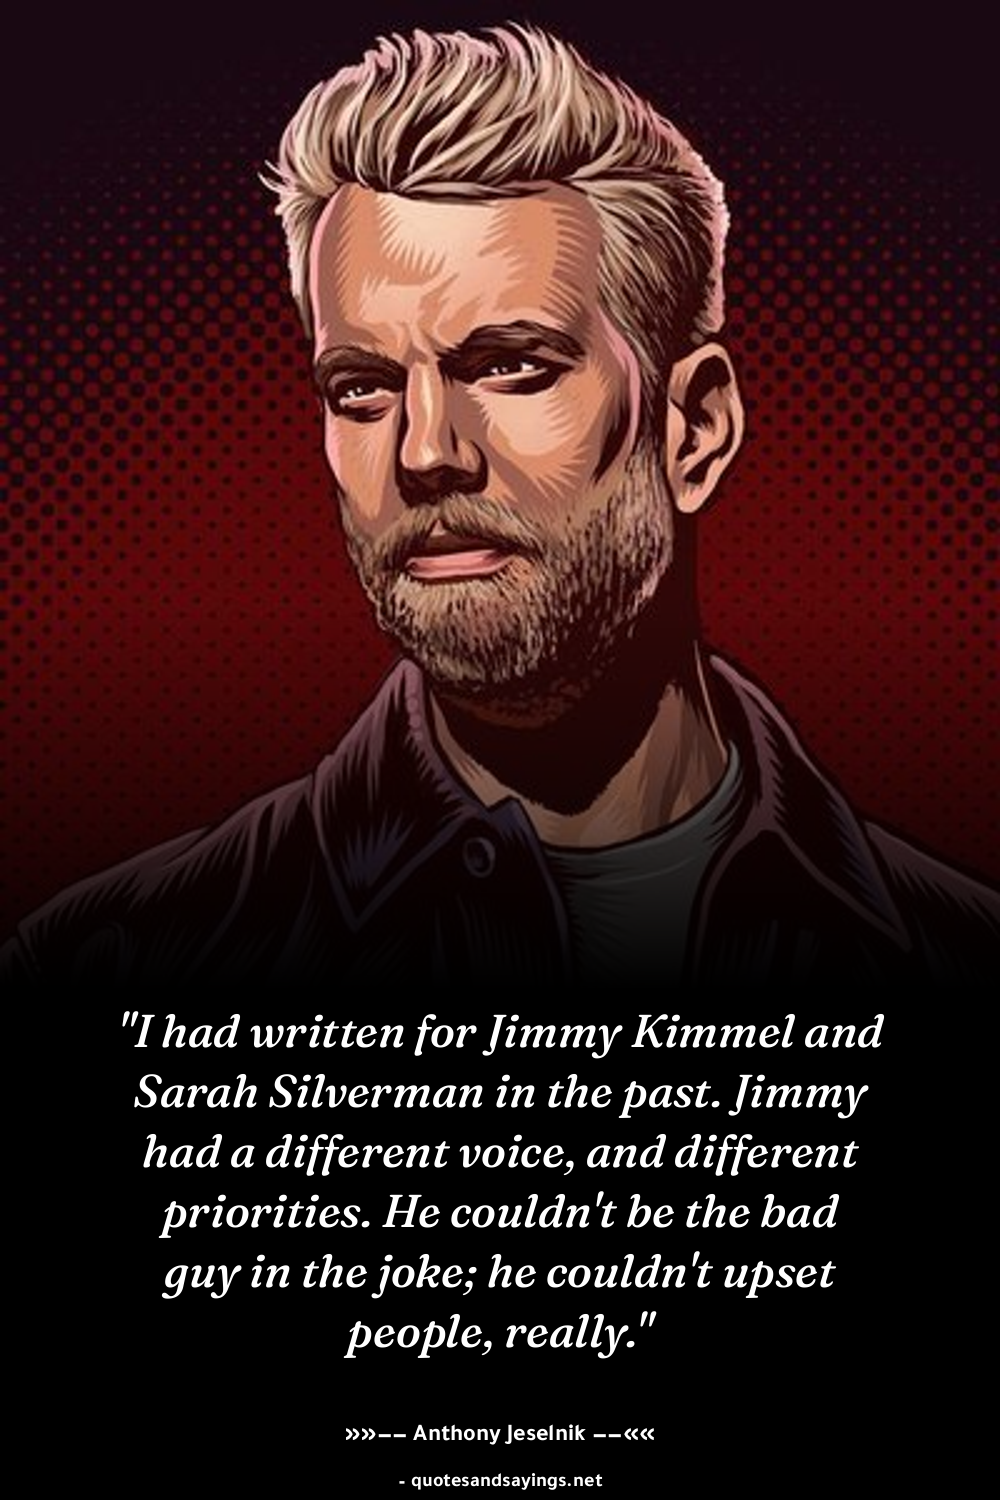 "I had written for Jimmy Kimmel and
Sarah Silverman in the past. Jimmy
had a different voice, and different
priorities. He couldn't be the bad
guy in the joke; he couldn't upset
people, really."
»»−− Anthony Jeselnik −−««
- quotesandsayings.net